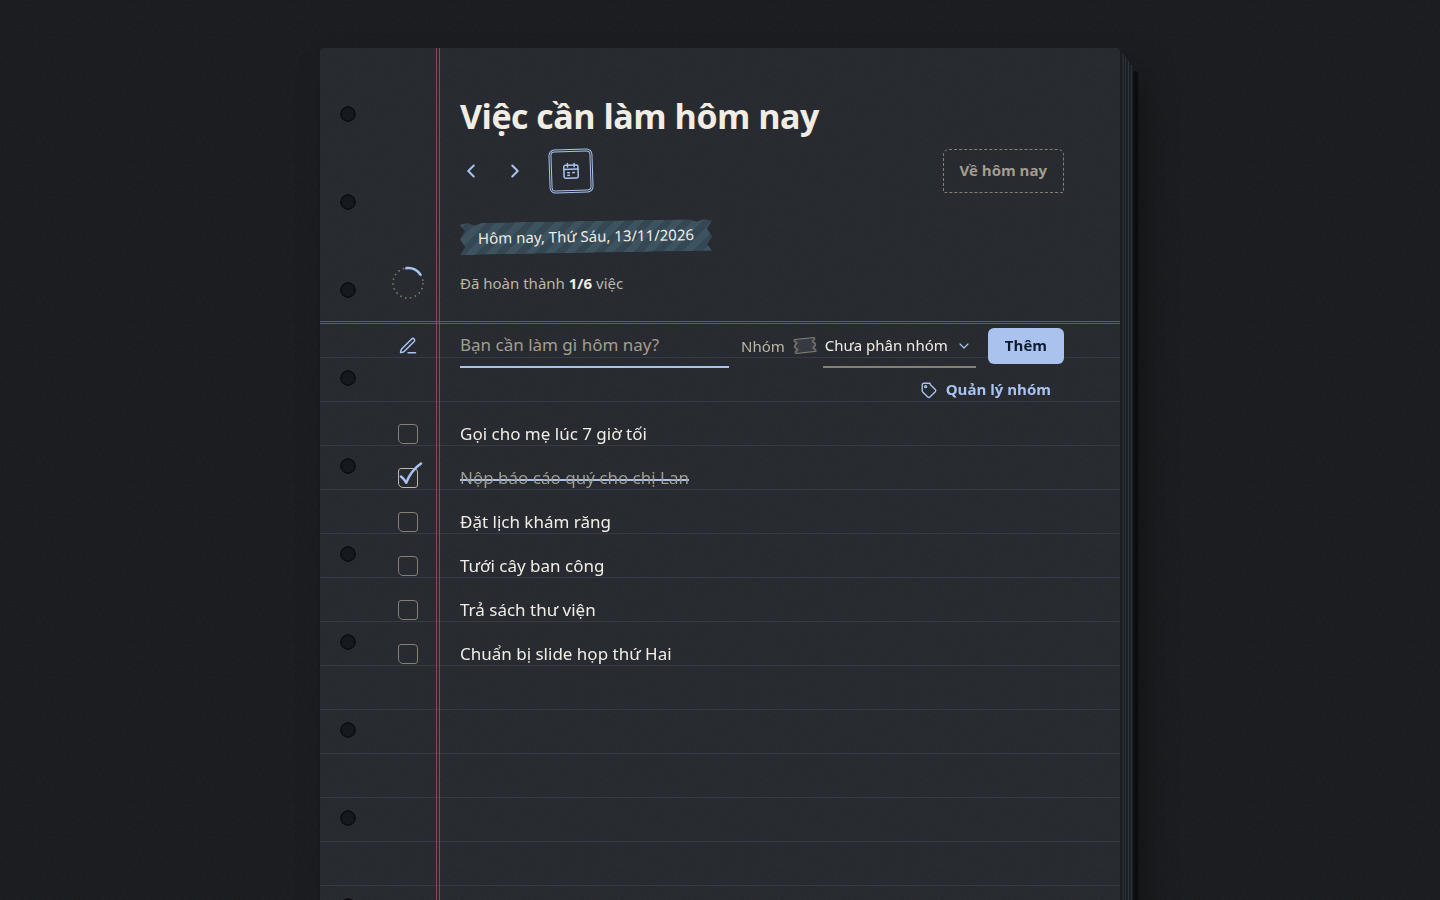 Việc cần làm hôm nay
Về hôm nay
Hôm nay, Thứ Sáu, 13/11/2026
Đã hoàn thành 1/6 việc
Bạn cần làm gì hôm nay? Nhóm Chưa phân nhóm Thêm
Quản lý nhóm
Gọi cho mẹ lúc 7 giờ tối
Nộp báo cáo quý cho chị Lan
Đặt lịch khám răng
Tưới cây ban công
Trả sách thư viện
Chuẩn bị slide họp thứ Hai